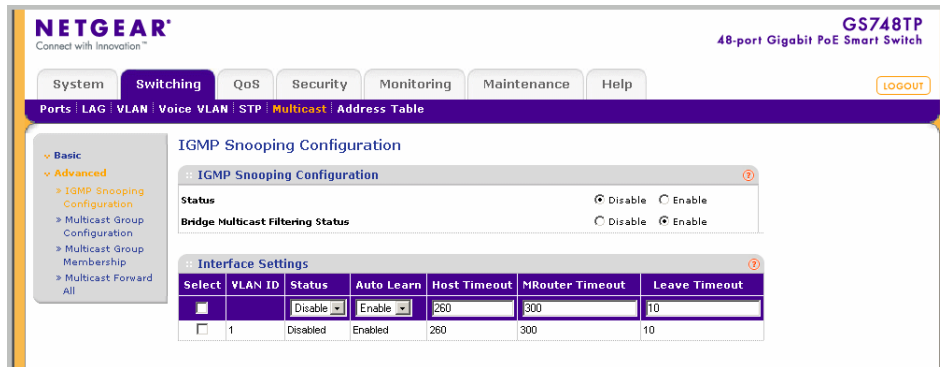 NETGEAR®
Connect with Innovation™
GS748TP
48-port Gigabit PoE Smart Switch
System Switching QoS Security Monitoring Maintenance Help LOGOUT
Ports LAG VLAN Voice VLAN STP Multicast Address Table
Basic
Advanced
» IGMP Snooping Configuration
» Multicast Group Configuration
» Multicast Group Membership
» Multicast Forward All
IGMP Snooping Configuration
IGMP Snooping Configuration ?
Status Disable Enable
Bridge Multicast Filtering Status Disable Enable
Interface Settings ?
Select VLAN ID Status Auto Learn Host Timeout MRouter Timeout Leave Timeout
Disable Enable 260 300 10
1 Disabled Enabled 260 300 10